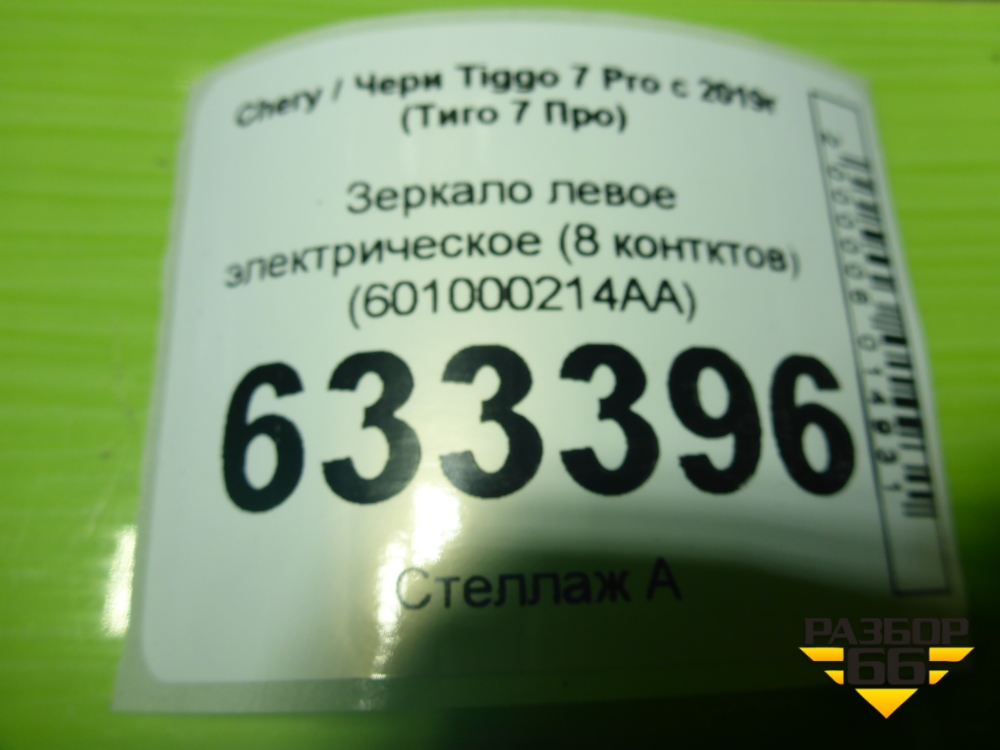 Chery / Чери Tiggo 7 Pro с 2019г
(Тиго 7 Про)
Зеркало левое
электрическое (8 контктов)
(601000214AA)
633396
Стеллаж А
РАЗБОР
66